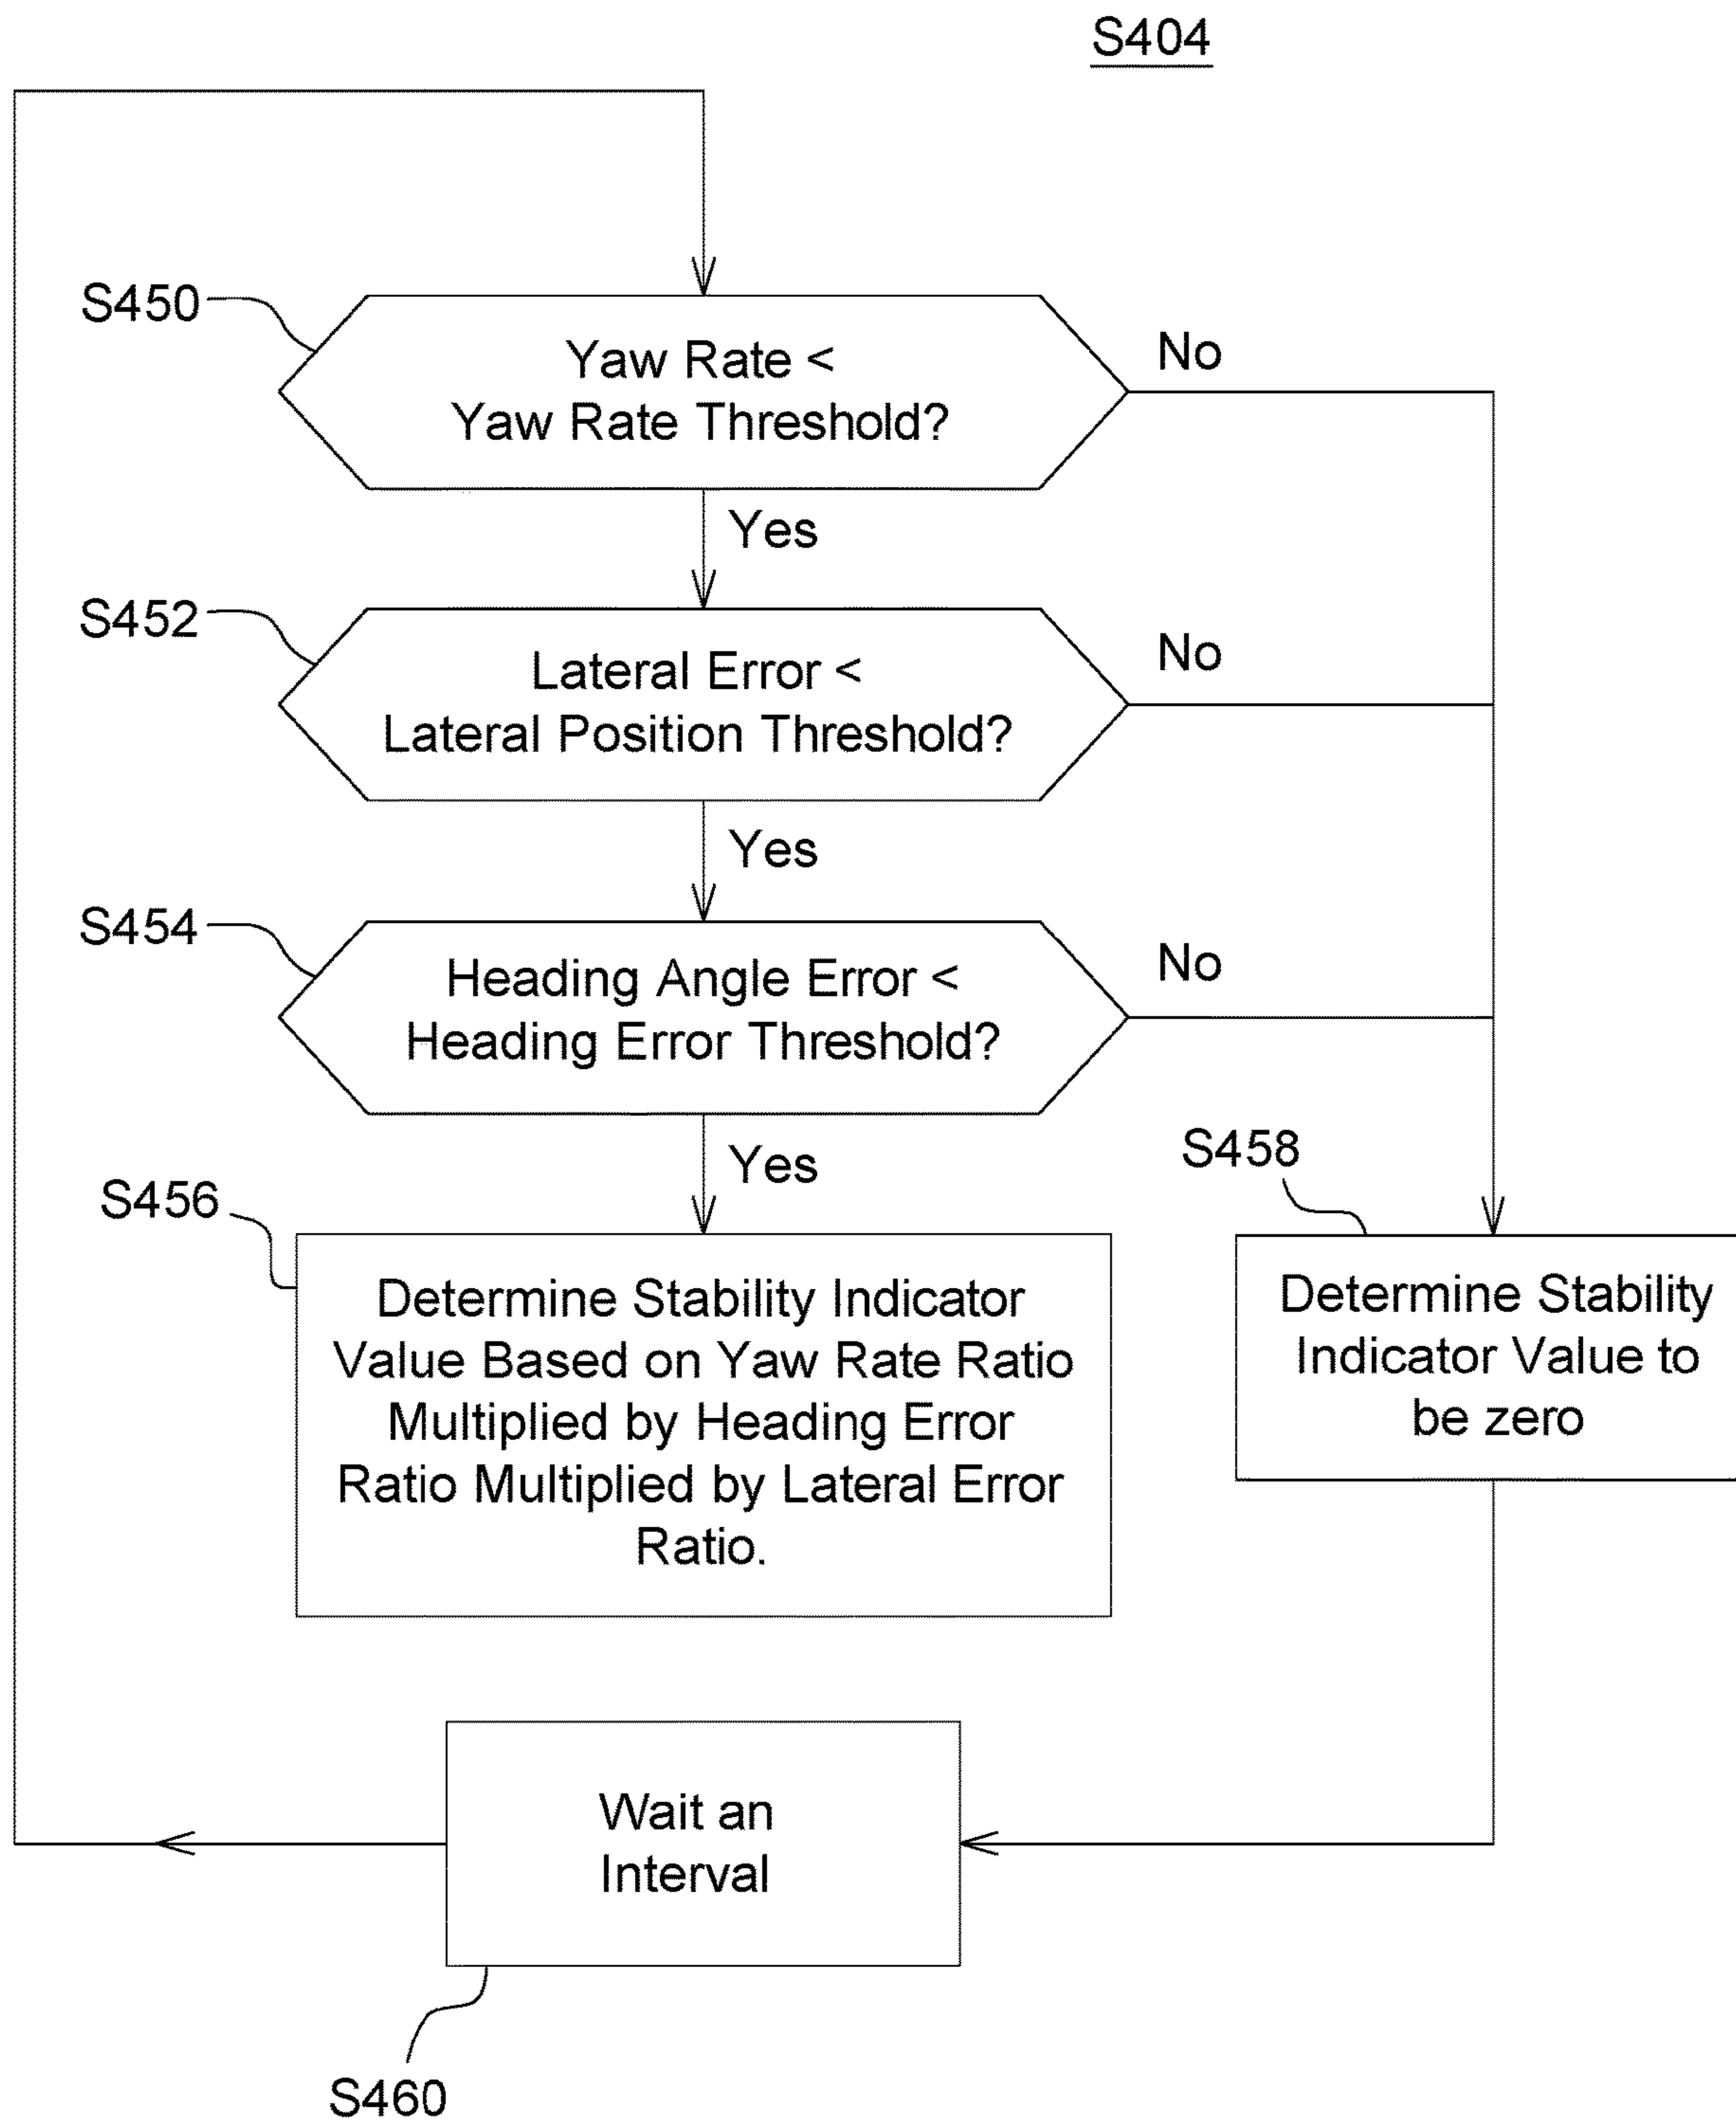 S404
S450
Yaw Rate <
Yaw Rate Threshold?
No
Yes
S452
Lateral Error <
Lateral Position Threshold?
No
Yes
S454
Heading Angle Error <
Heading Error Threshold?
No
Yes
S456
Determine Stability Indicator
Value Based on Yaw Rate Ratio
Multiplied by Heading Error
Ratio Multiplied by Lateral Error
Ratio.
S458
Determine Stability
Indicator Value to
be zero
Wait an
Interval
S460